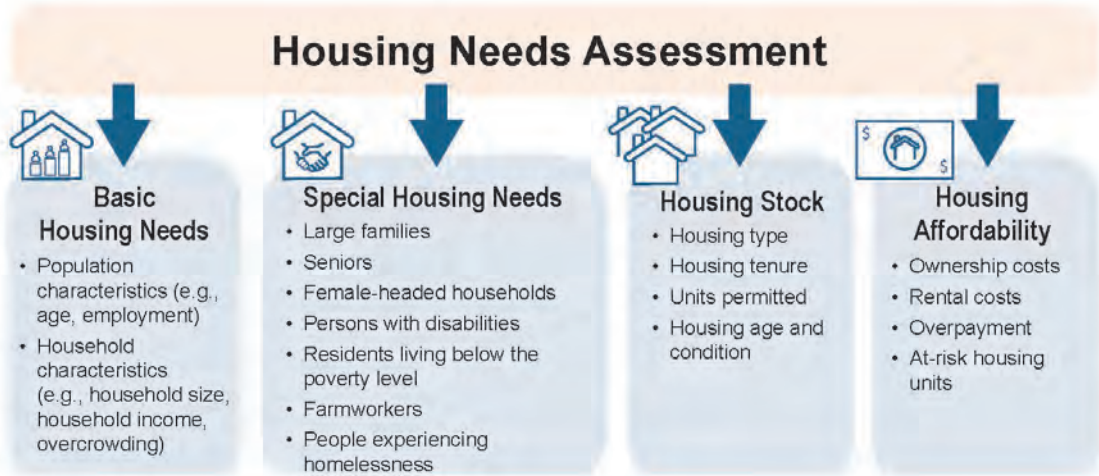 Housing Needs Assessment
Basic
Housing Needs
• Population
characteristics (e.g.,
age, employment)
• Household
characteristics
(e.g., household size,
household income,
overcrowding)
Special Housing Needs
• Large families
• Seniors
• Female-headed households
• Persons with disabilities
• Residents living below the
poverty level
• Farmworkers
• People experiencing
homelessness
Housing Stock
• Housing type
• Housing tenure
• Units permitted
• Housing age and
condition
$
$
Housing
Affordability
• Ownership costs
• Rental costs
• Overpayment
• At-risk housing
units